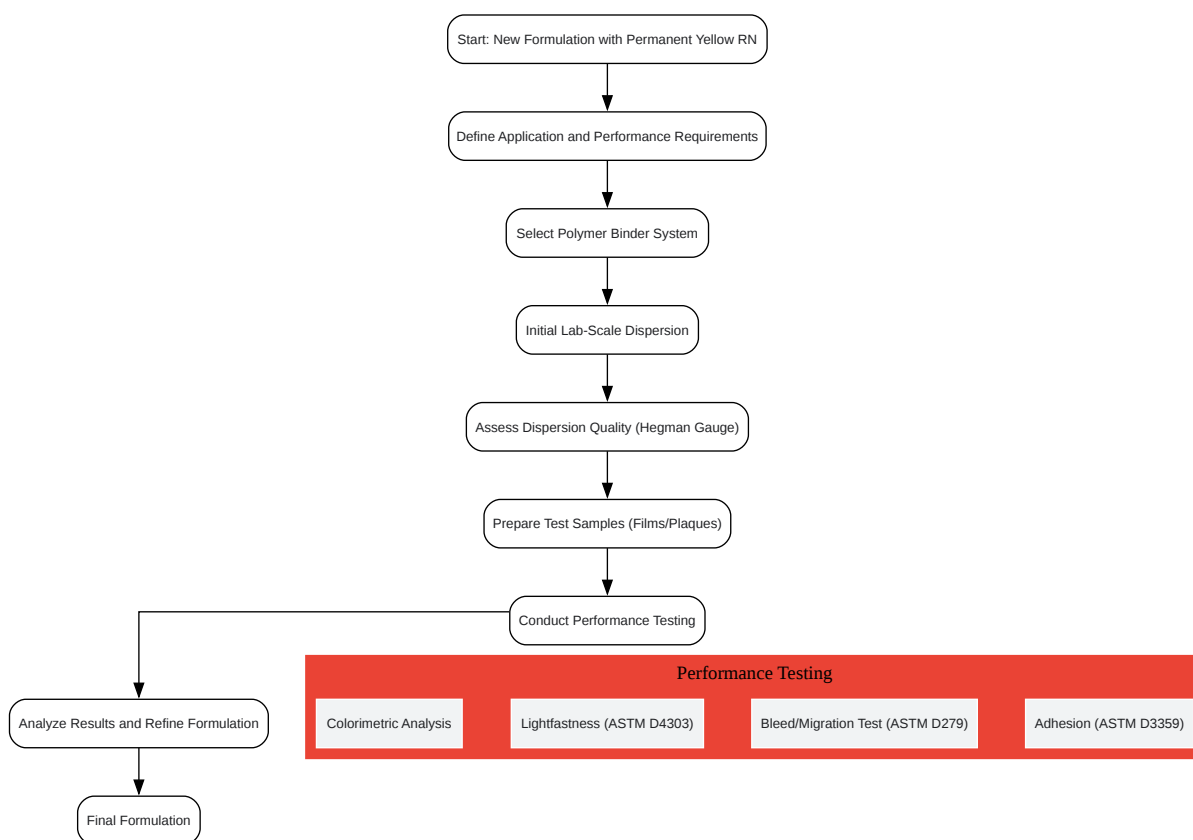 Start: New Formulation with Permanent Yellow RN
Define Application and Performance Requirements
Select Polymer Binder System
Initial Lab-Scale Dispersion
Assess Dispersion Quality (Hegman Gauge)
Prepare Test Samples (Films/Plaques)
Conduct Performance Testing
Performance Testing
Analyze Results and Refine Formulation
Colorimetric Analysis
Lightfastness (ASTM D4303)
Bleed/Migration Test (ASTM D279)
Adhesion (ASTM D3359)
Final Formulation